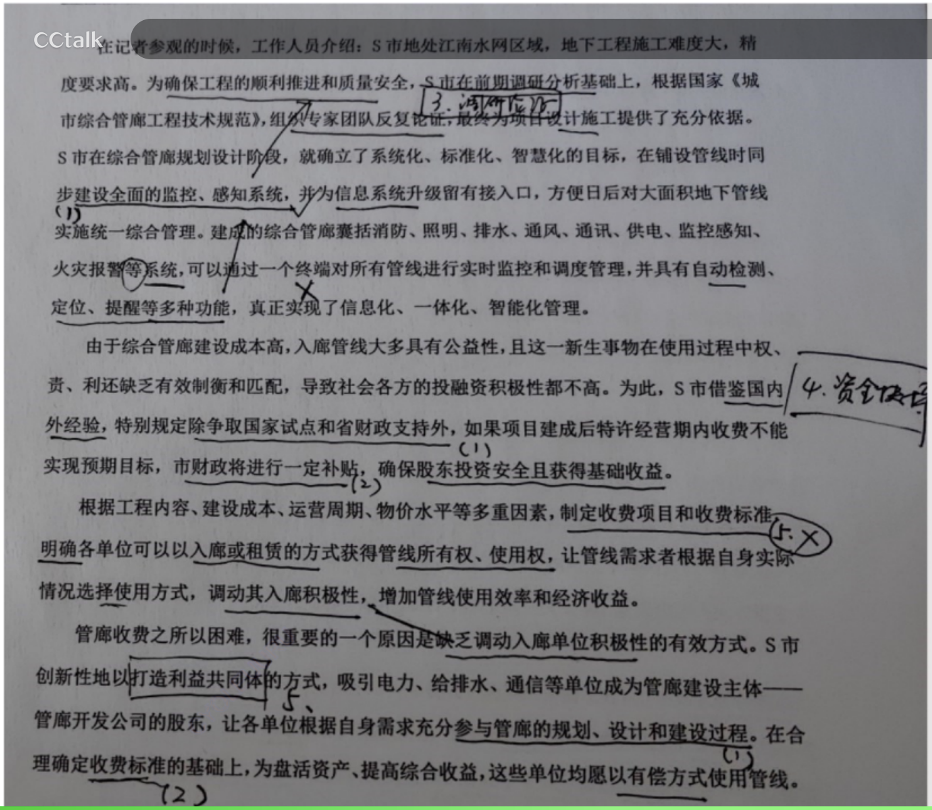 CCtalk
在记者参观的时候，工作人员介绍：S市地处江南水网区域，地下工程施工难度大，精
度要求高。为确保工程的顺利推进和质量安全，S市在前期调研分析基础上，根据国家《城
3.调研
市综合管廊工程技术规范》，组织专家团队反复论证，最终为项目设计施工提供了充分依据。
S市在综合管廊规划设计阶段，就确立了系统化、标准化、智慧化的目标，在铺设管线时同
步建设全面的监控、感知系统，并为信息系统升级留有接入口，方便日后对大面积地下管线
(1)
实施统一综合管理。建成的综合管廊囊括消防、照明、排水、通风、通讯、供电、监控感知、
火灾报警等系统，可以通过一个终端对所有管线进行实时监控和调度管理，并具有自动检测、
定位、提醒等多种功能，真正实现了信息化、一体化、智能化管理。
由于综合管廊建设成本高，入廊管线大多具有公益性，且这一新生事物在使用过程中权、
责、利还缺乏有效制衡和匹配，导致社会各方的投融资积极性都不高。为此，S市借鉴国内
4.资金
外经验，特别规定除争取国家试点和省财政支持外，如果项目建成后特许经营期内收费不能
(1)
实现预期目标，市财政将进行一定补贴，确保股东投资安全且获得基础收益。
(2)
根据工程内容、建设成本、运营周期、物价水平等多重因素，制定收费项目和收费标准，
5.X
明确各单位可以以入廊或租赁的方式获得管线所有权、使用权，让管线需求者根据自身实际
情况选择使用方式，调动其入廊积极性，增加管线使用效率和经济收益。
管廊收费之所以困难，很重要的一个原因是缺乏调动入廊单位积极性的有效方式。S市
创新性地以打造利益共同体的方式，吸引电力、给排水、通信等单位成为管廊建设主体——
5、
管廊开发公司的股东，让各单位根据自身需求充分参与管廊的规划、设计和建设过程。在合
(1)
理确定收费标准的基础上，为盘活资产、提高综合收益，这些单位均愿以有偿方式使用管线。
(2)